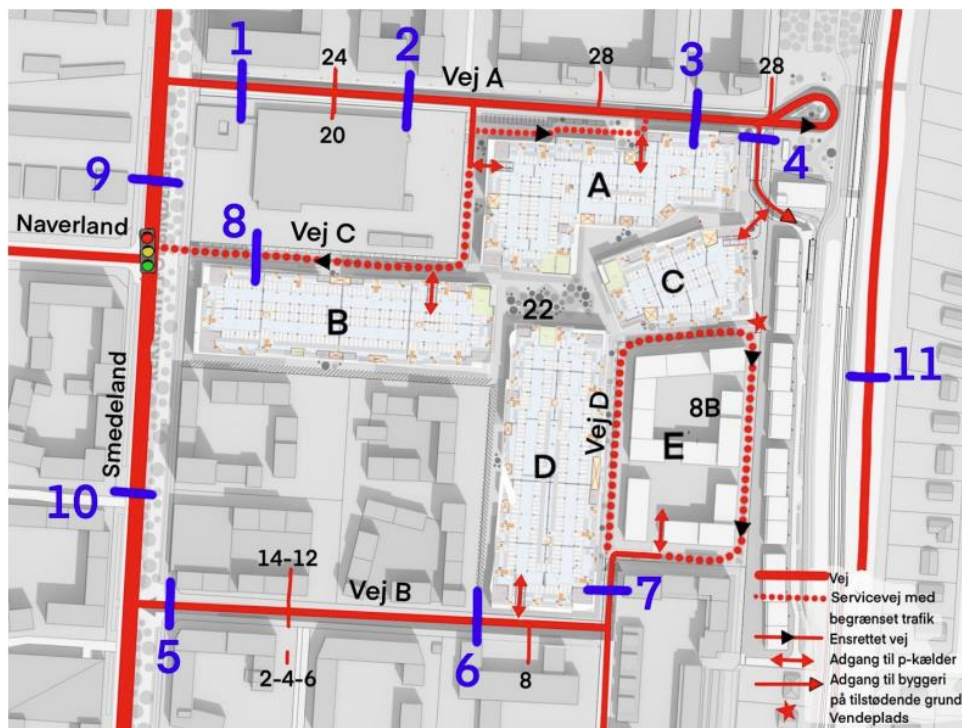 1
2
3
24
Vej A
28
28
20
4
A
9
Naverland
8
Vej C
C
22
B
11
8B
Vej D
E
Smedeland
D
10
14-12
Vej B
7
5
6
2-4-6
8
Vej
Servicevej med
begrænset trafik
Ensrettet vej
Adgang til p-kælder
Adgang til byggeri
på tilstødende grund
Vendeplads